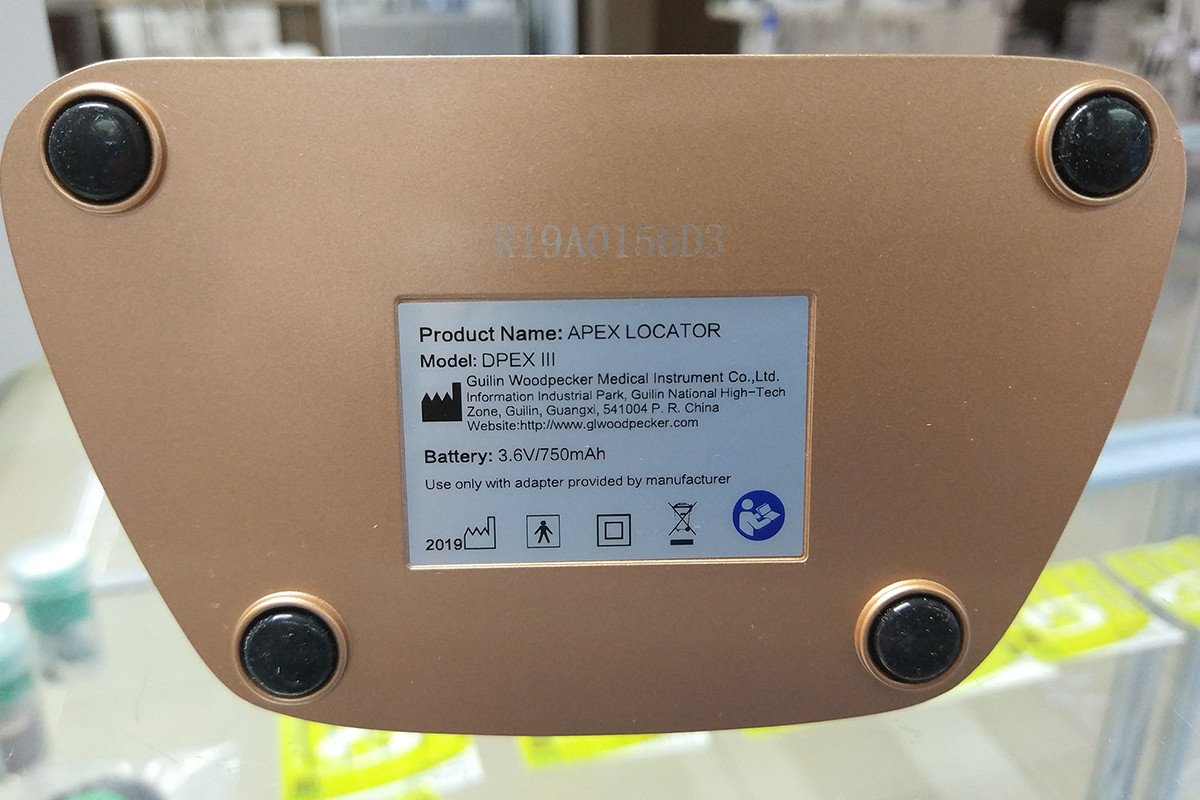 R19A0156D3
Product Name: APEX LOCATOR
Model: DPEX III
Guilin Woodpecker Medical Instrument Co.,Ltd.
Information Industrial Park, Guilin National High-Tech
Zone, Guilin, Guangxi, 541004 P. R. China
Website:http://www.glwoodpecker.com
Battery: 3.6V/750mAh
Use only with adapter provided by manufacturer
2019